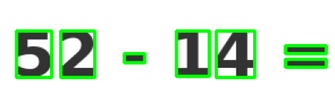 52 - 14 =